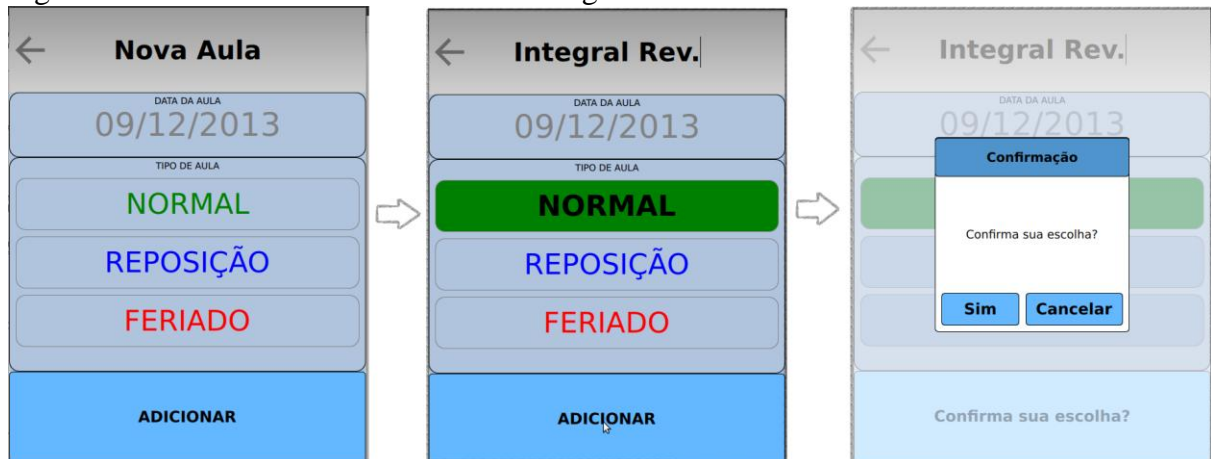 Nova Aula
DATA DA AULA
09/12/2013
TIPO DE AULA
NORMAL
REPOSIÇÃO
FERIADO
ADICIONAR
Integral Rev.
DATA DA AULA
09/12/2013
TIPO DE AULA
NORMAL
REPOSIÇÃO
FERIADO
ADICIONAR
Integral Rev.
DATA DA AULA
09/12/2013
Confirmação
Confirma sua escolha?
Sim Cancelar
Confirma sua escolha?